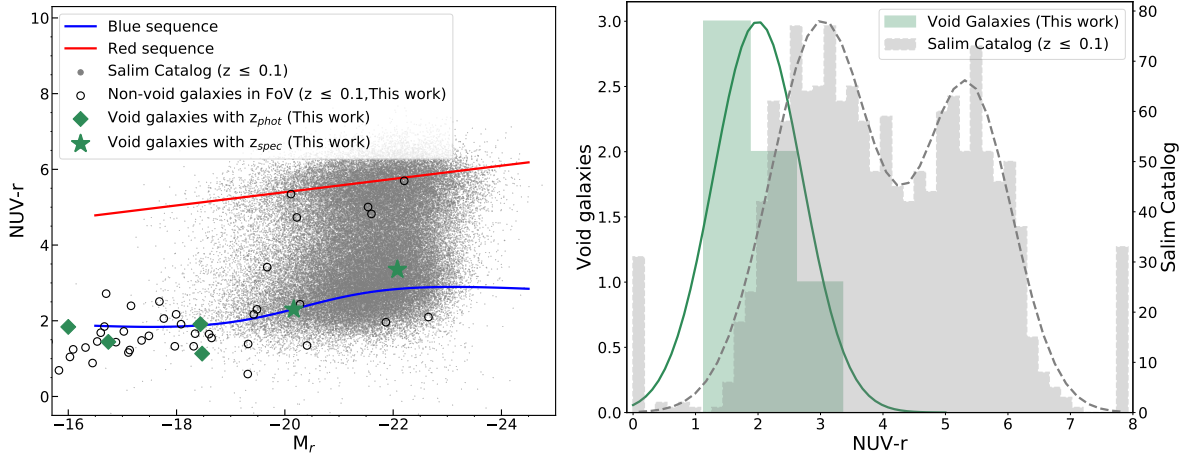 10
8
6
4
2
0
NUV-r
−16
−18
−20
−22
−24
M_r
Blue sequence
Red sequence
Salim Catalog (z ≤ 0.1)
Non-void galaxies in FoV (z ≤ 0.1,This work)
Void galaxies with z_phot (This work)
Void galaxies with z_spec (This work)
3.0
2.5
2.0
1.5
1.0
0.5
0.0
Void galaxies
Void Galaxies (This work)
Salim Catalog (z ≤ 0.1)
0
1
2
3
4
5
6
7
8
NUV-r
80
70
60
50
40
30
20
10
0
Salim Catalog